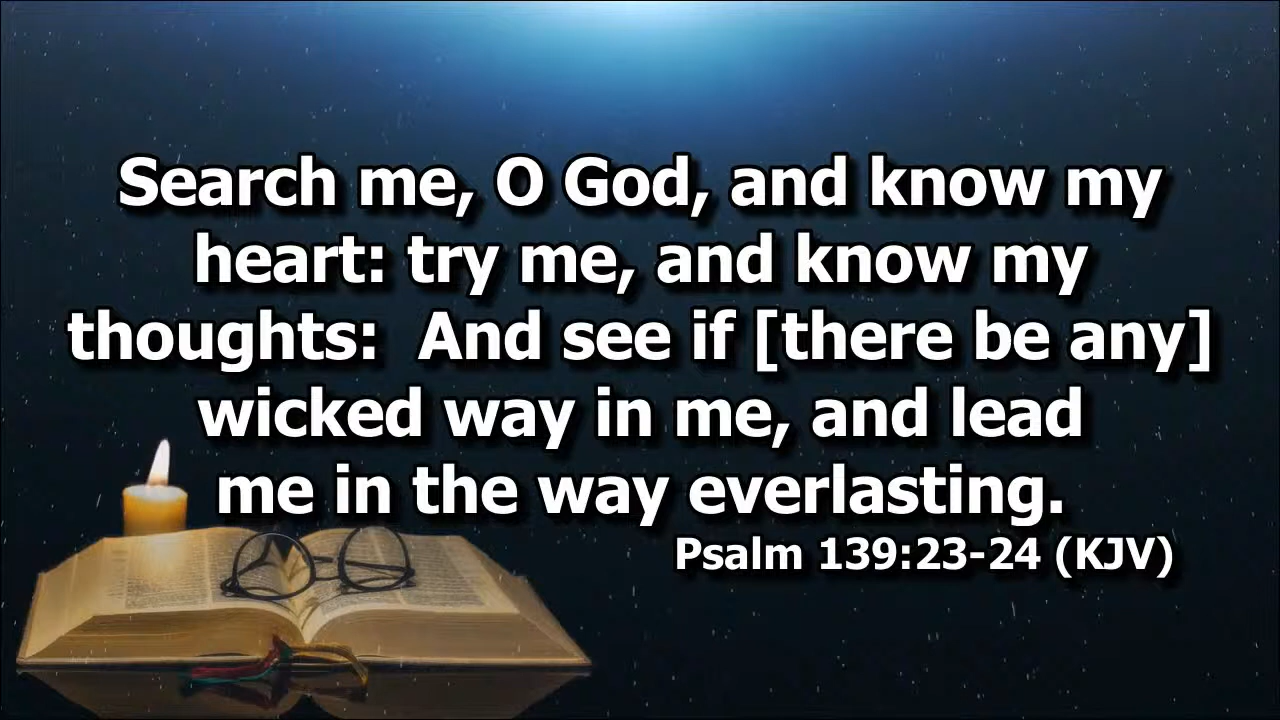 Search me, O God, and know my
heart: try me, and know my
thoughts:  And see if [there be any]
wicked way in me, and lead
me in the way everlasting.
Psalm 139:23-24 (KJV)